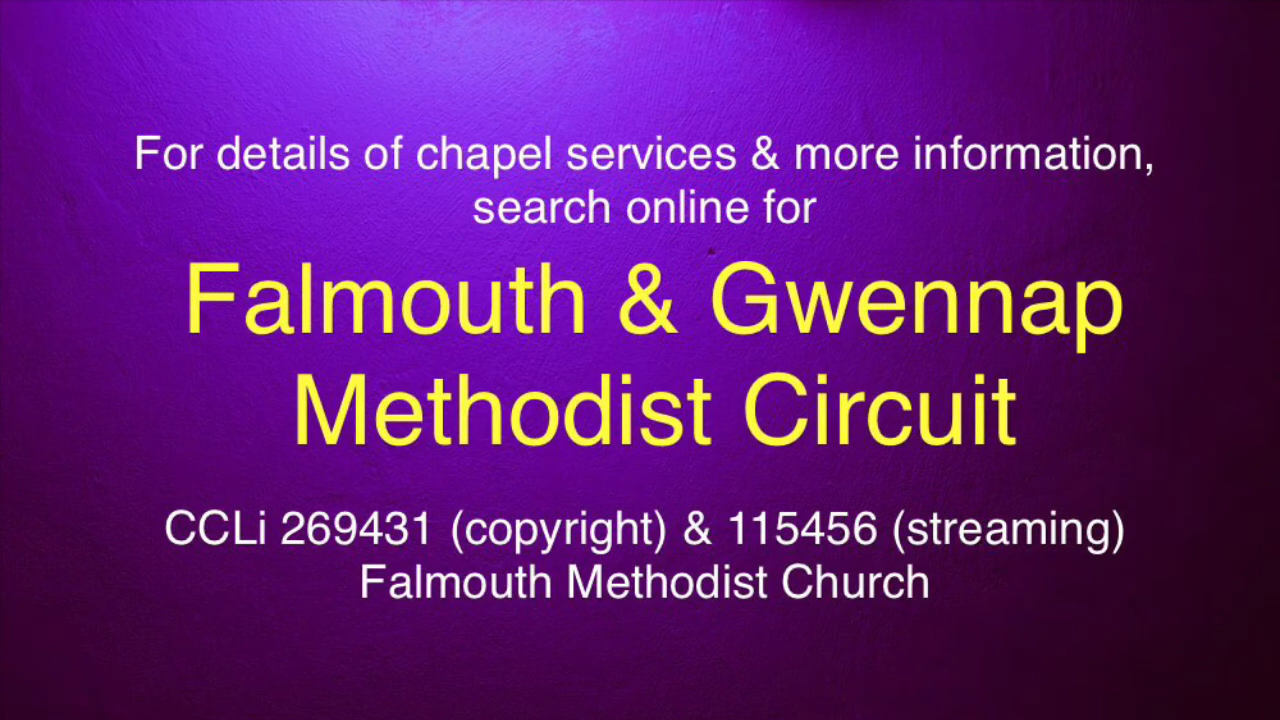 For details of chapel services & more information,
search online for
Falmouth & Gwennap
Methodist Circuit
CCLi 269431 (copyright) & 115456 (streaming)
Falmouth Methodist Church